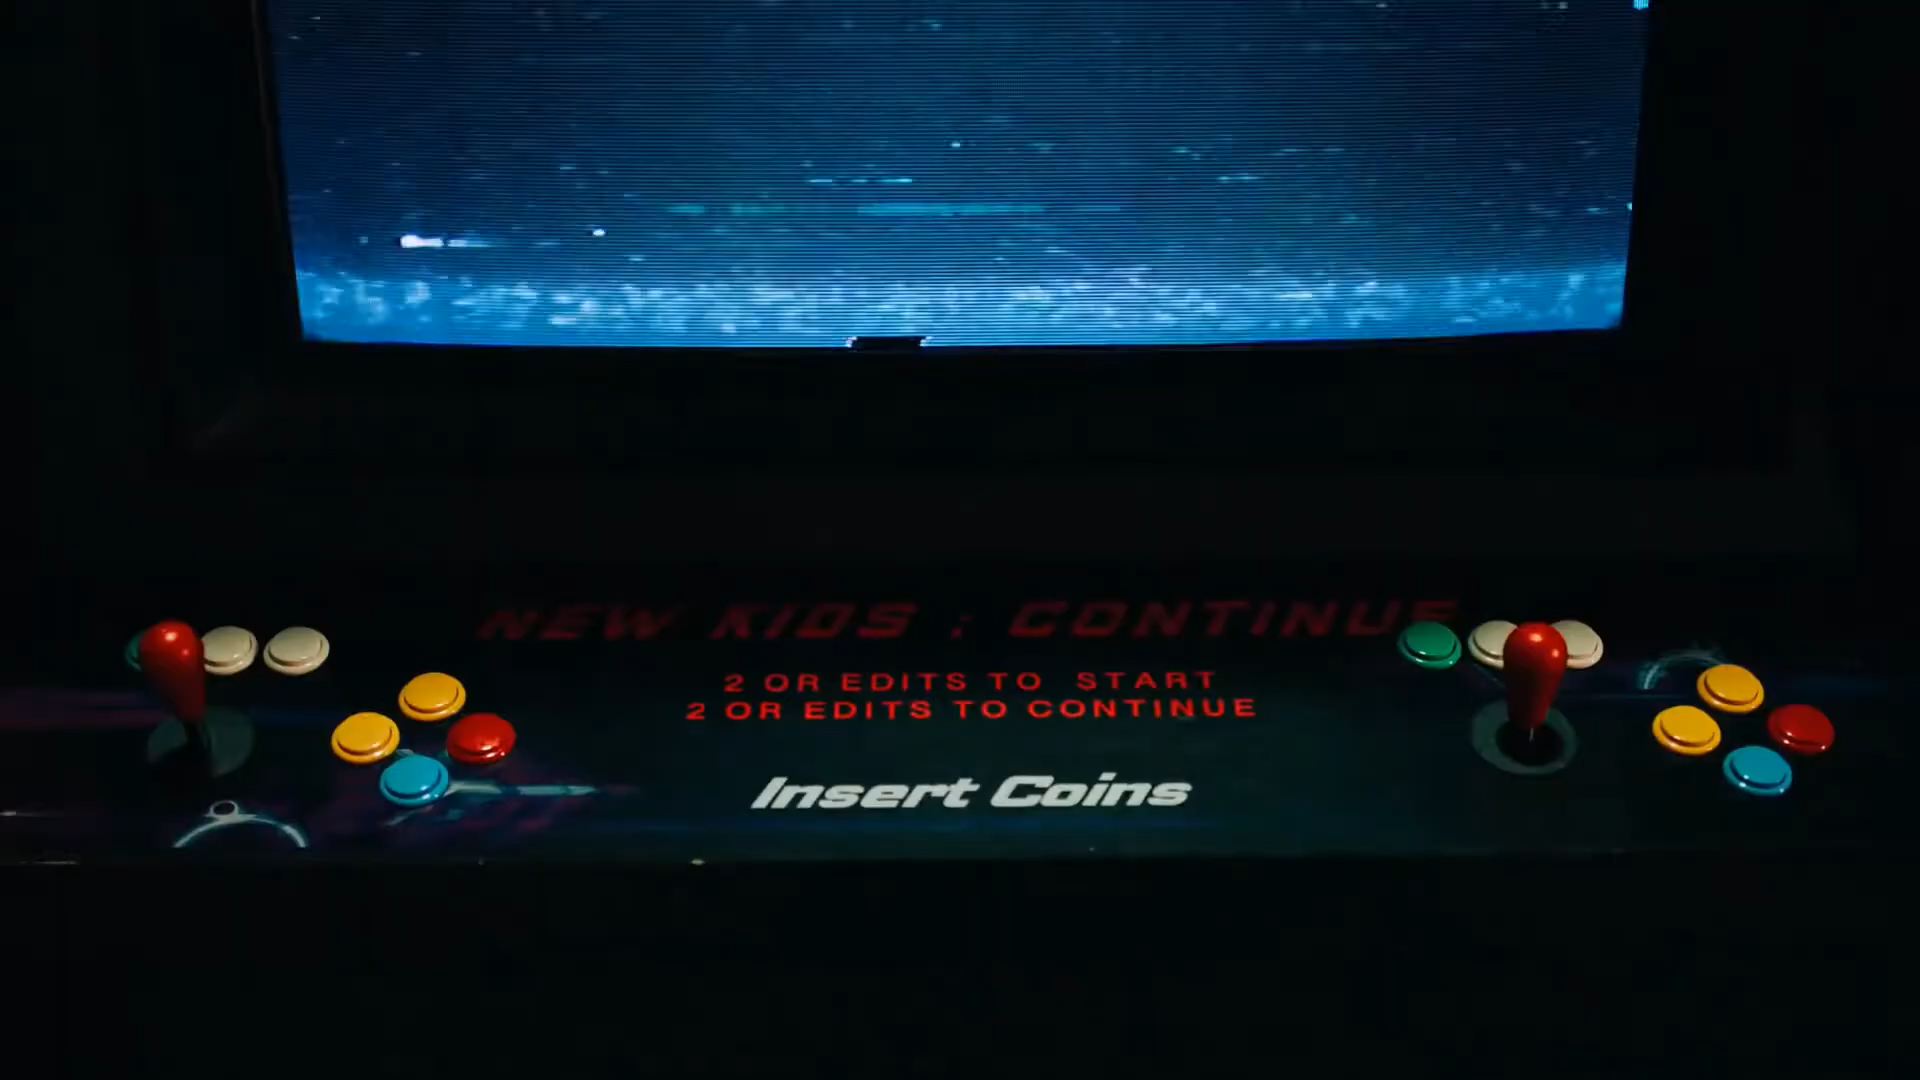 NEW KIDS ; CONTINUE
2 OR EDITS TO START
2 OR EDITS TO CONTINUE
Insert Coins